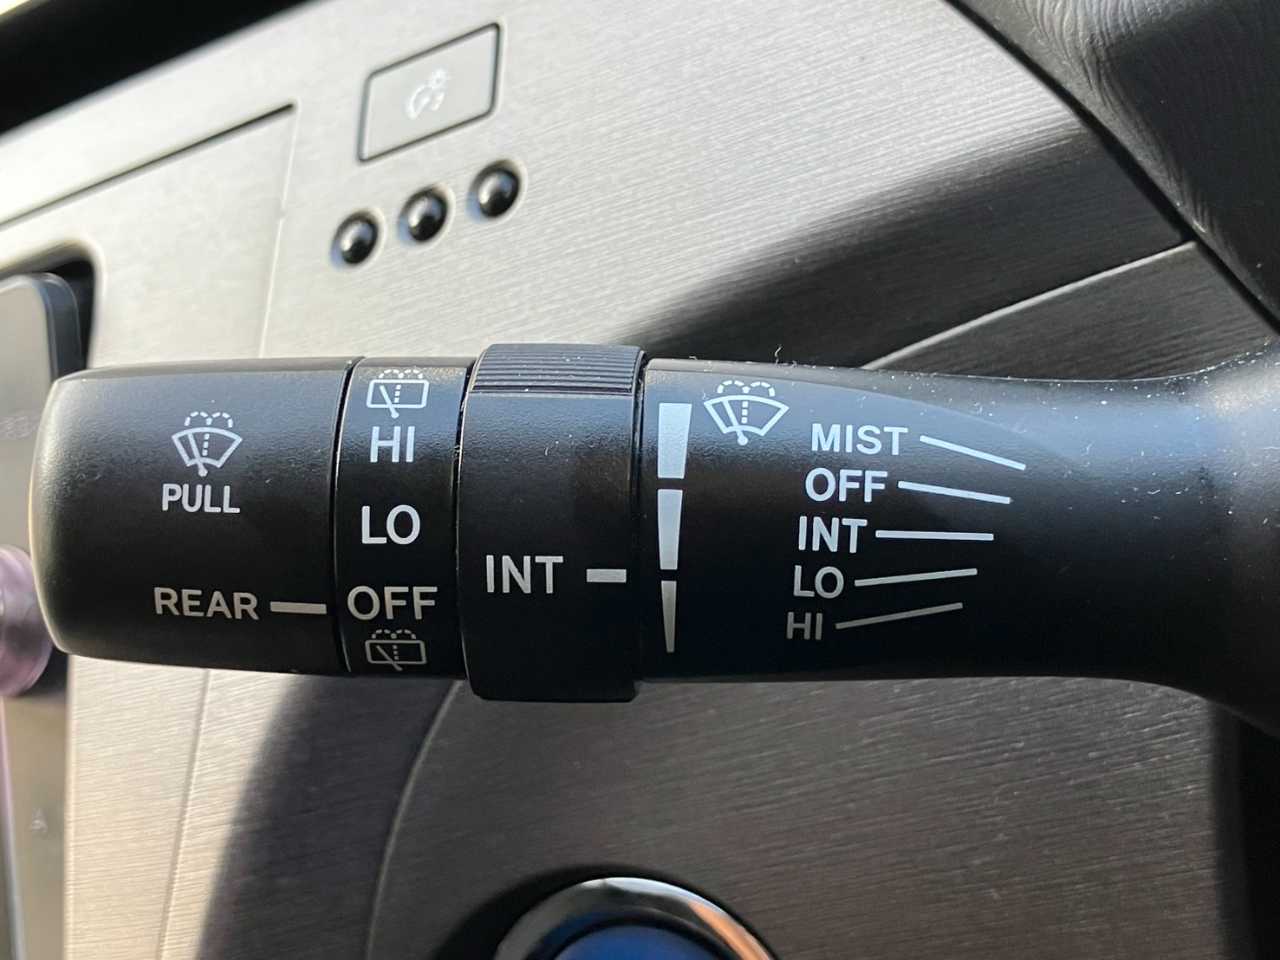 PULL
REAR
HI
LO
OFF
INT
MIST
OFF
INT
LO
HI